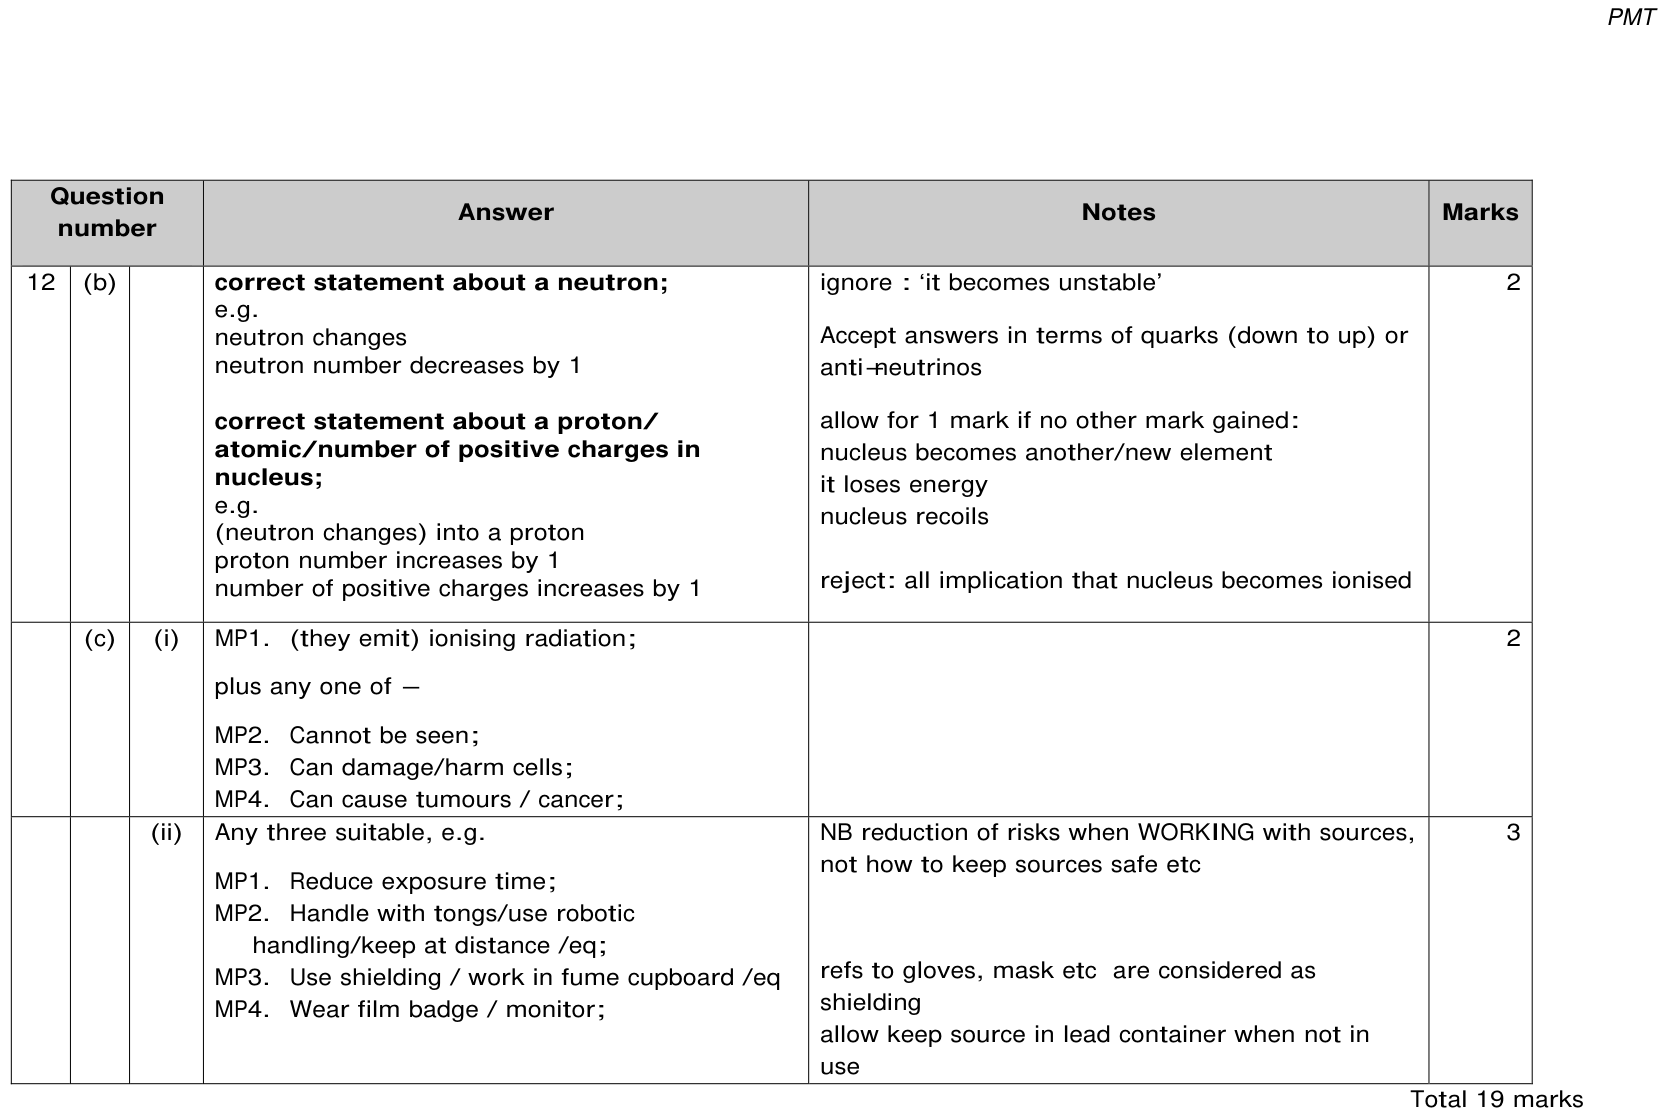 PMT
Question number
Answer
Notes
Marks
12
(b)
correct statement about a neutron;
e.g.
neutron changes
neutron number decreases by 1
correct statement about a proton/
atomic/number of positive charges in
nucleus;
e.g.
(neutron changes) into a proton
proton number increases by 1
number of positive charges increases by 1
ignore : ‘it becomes unstable’
Accept answers in terms of quarks (down to up) or
anti-neutrinos
allow for 1 mark if no other mark gained:
nucleus becomes another/new element
it loses energy
nucleus recoils
reject: all implication that nucleus becomes ionised
2
(c)
(i)
MP1. (they emit) ionising radiation;
plus any one of –
MP2. Cannot be seen;
MP3. Can damage/harm cells;
MP4. Can cause tumours / cancer;
2
(ii)
Any three suitable, e.g.
MP1. Reduce exposure time;
MP2. Handle with tongs/use robotic
handling/keep at distance /eq;
MP3. Use shielding / work in fume cupboard /eq
MP4. Wear film badge / monitor;
NB reduction of risks when WORKING with sources,
not how to keep sources safe etc
refs to gloves, mask etc are considered as
shielding
allow keep source in lead container when not in
use
3
Total 19 marks